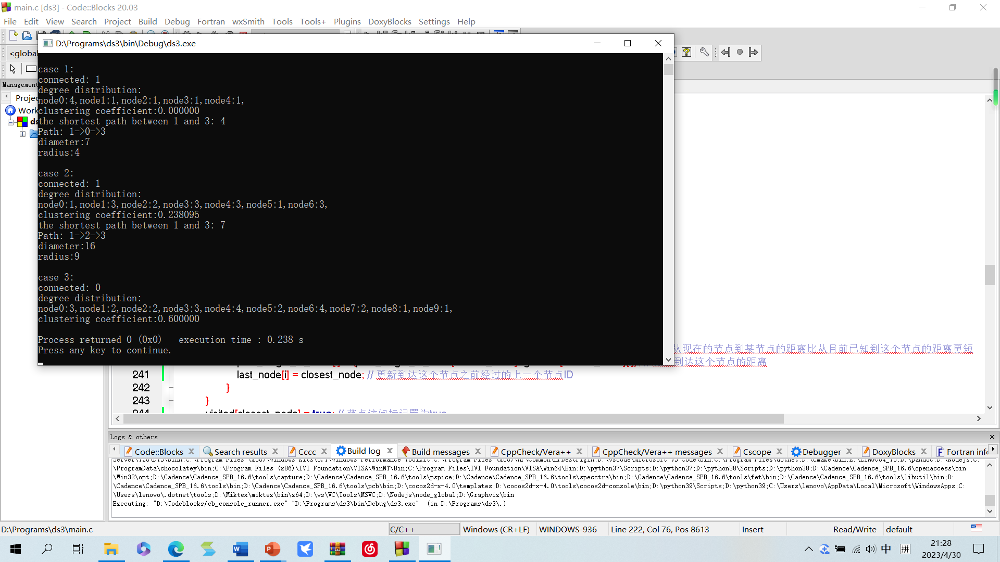 main.c [ds3] - Code::Blocks 20.03
File Edit View Search Project Build Debug Fortran wxSmith Tools Tools+ Plugins DoxyBlocks Settings Help
D:\Programs\ds3\bin\Debug\ds3.exe
<global
case 1:
connected: 1
degree distribution:
node0:4,node1:1,node2:1,node3:1,node4:1,
clustering coefficient:0.000000
the shortest path between 1 and 3: 4
Path: 1->0->3
diameter:7
radius:4
case 2:
connected: 1
degree distribution:
node0:1,node1:3,node2:2,node3:3,node4:3,node5:1,node6:3,
clustering coefficient:0.238095
the shortest path between 1 and 3: 7
Path: 1->2->3
diameter:16
radius:9
case 3:
connected: 0
degree distribution:
node0:3,node1:2,node2:2,node3:3,node4:4,node5:2,node6:4,node7:2,node8:1,node9:1,
clustering coefficient:0.600000
Process returned 0 (0x0)   execution time : 0.238 s
Press any key to continue.
Management
Projec
Work
ds
从现在的节点到某节点的距离比从目前已知到这个节点的距离更短
到达这个节点的距离
241 last_node[i] = closest_node; // 更新到达这个节点之前经过的上一个节点ID
242 }
243 }
244 visited[closest_node] = true; // 节点访问标记置为true
Logs & others
Code::Blocks Search results Cccc Build log Build messages CppCheck/Vera++ CppCheck/Vera++ messages Cscope Debugger DoxyBlocks Fortran info
\ProgramData\chocolatey\bin;C:\Program Files (x86)\IVI Foundation\VISA\WinNT\Bin;C:\Program Files\IVI Foundation\VISA\Win64\Bin;D:\python37\Scripts;D:\python37;D:\python38\Scripts;D:\python38;D:\Cadence\Cadence_SPB_16.6\openaccess\bin
\Win32\opt;D:\Cadence\Cadence_SPB_16.6\tools\capture;D:\Cadence\Cadence_SPB_16.6\tools\pspice;D:\Cadence\Cadence_SPB_16.6\tools\specctra\bin;D:\Cadence\Cadence_SPB_16.6\tools\fet\bin;D:\Cadence\Cadence_SPB_16.6\tools\libutil\bin;D:
\Cadence\Cadence_SPB_16.6\tools\bin;D:\Cadence\Cadence_SPB_16.6\tools\pcb\bin;D:\cocos2d-x-4.0\templates;D:\cocos2d-x-4.0\tools\cocos2d-console\bin;D:\python39\Scripts;D:\python39;C:\Users\lenovo\AppData\Local\Microsoft\WindowsApps;C:
\Users\lenovo\.dotnet\tools;D:\Miktex\miktex\bin\x64;D:\vs\VC\Tools\MSVC;D:\Nodejs\node_global;D:\Graphviz\bin
Executing: "D:\Codeblocks/cb_console_runner.exe" "D:\Programs\ds3\bin\Debug\ds3.exe"  (in D:\Programs\ds3\.)
D:\Programs\ds3\main.c C/C++ Windows (CR+LF) WINDOWS-936 Line 222, Col 76, Pos 8613 Insert Read/Write default
中 拼 21:28
2023/4/30